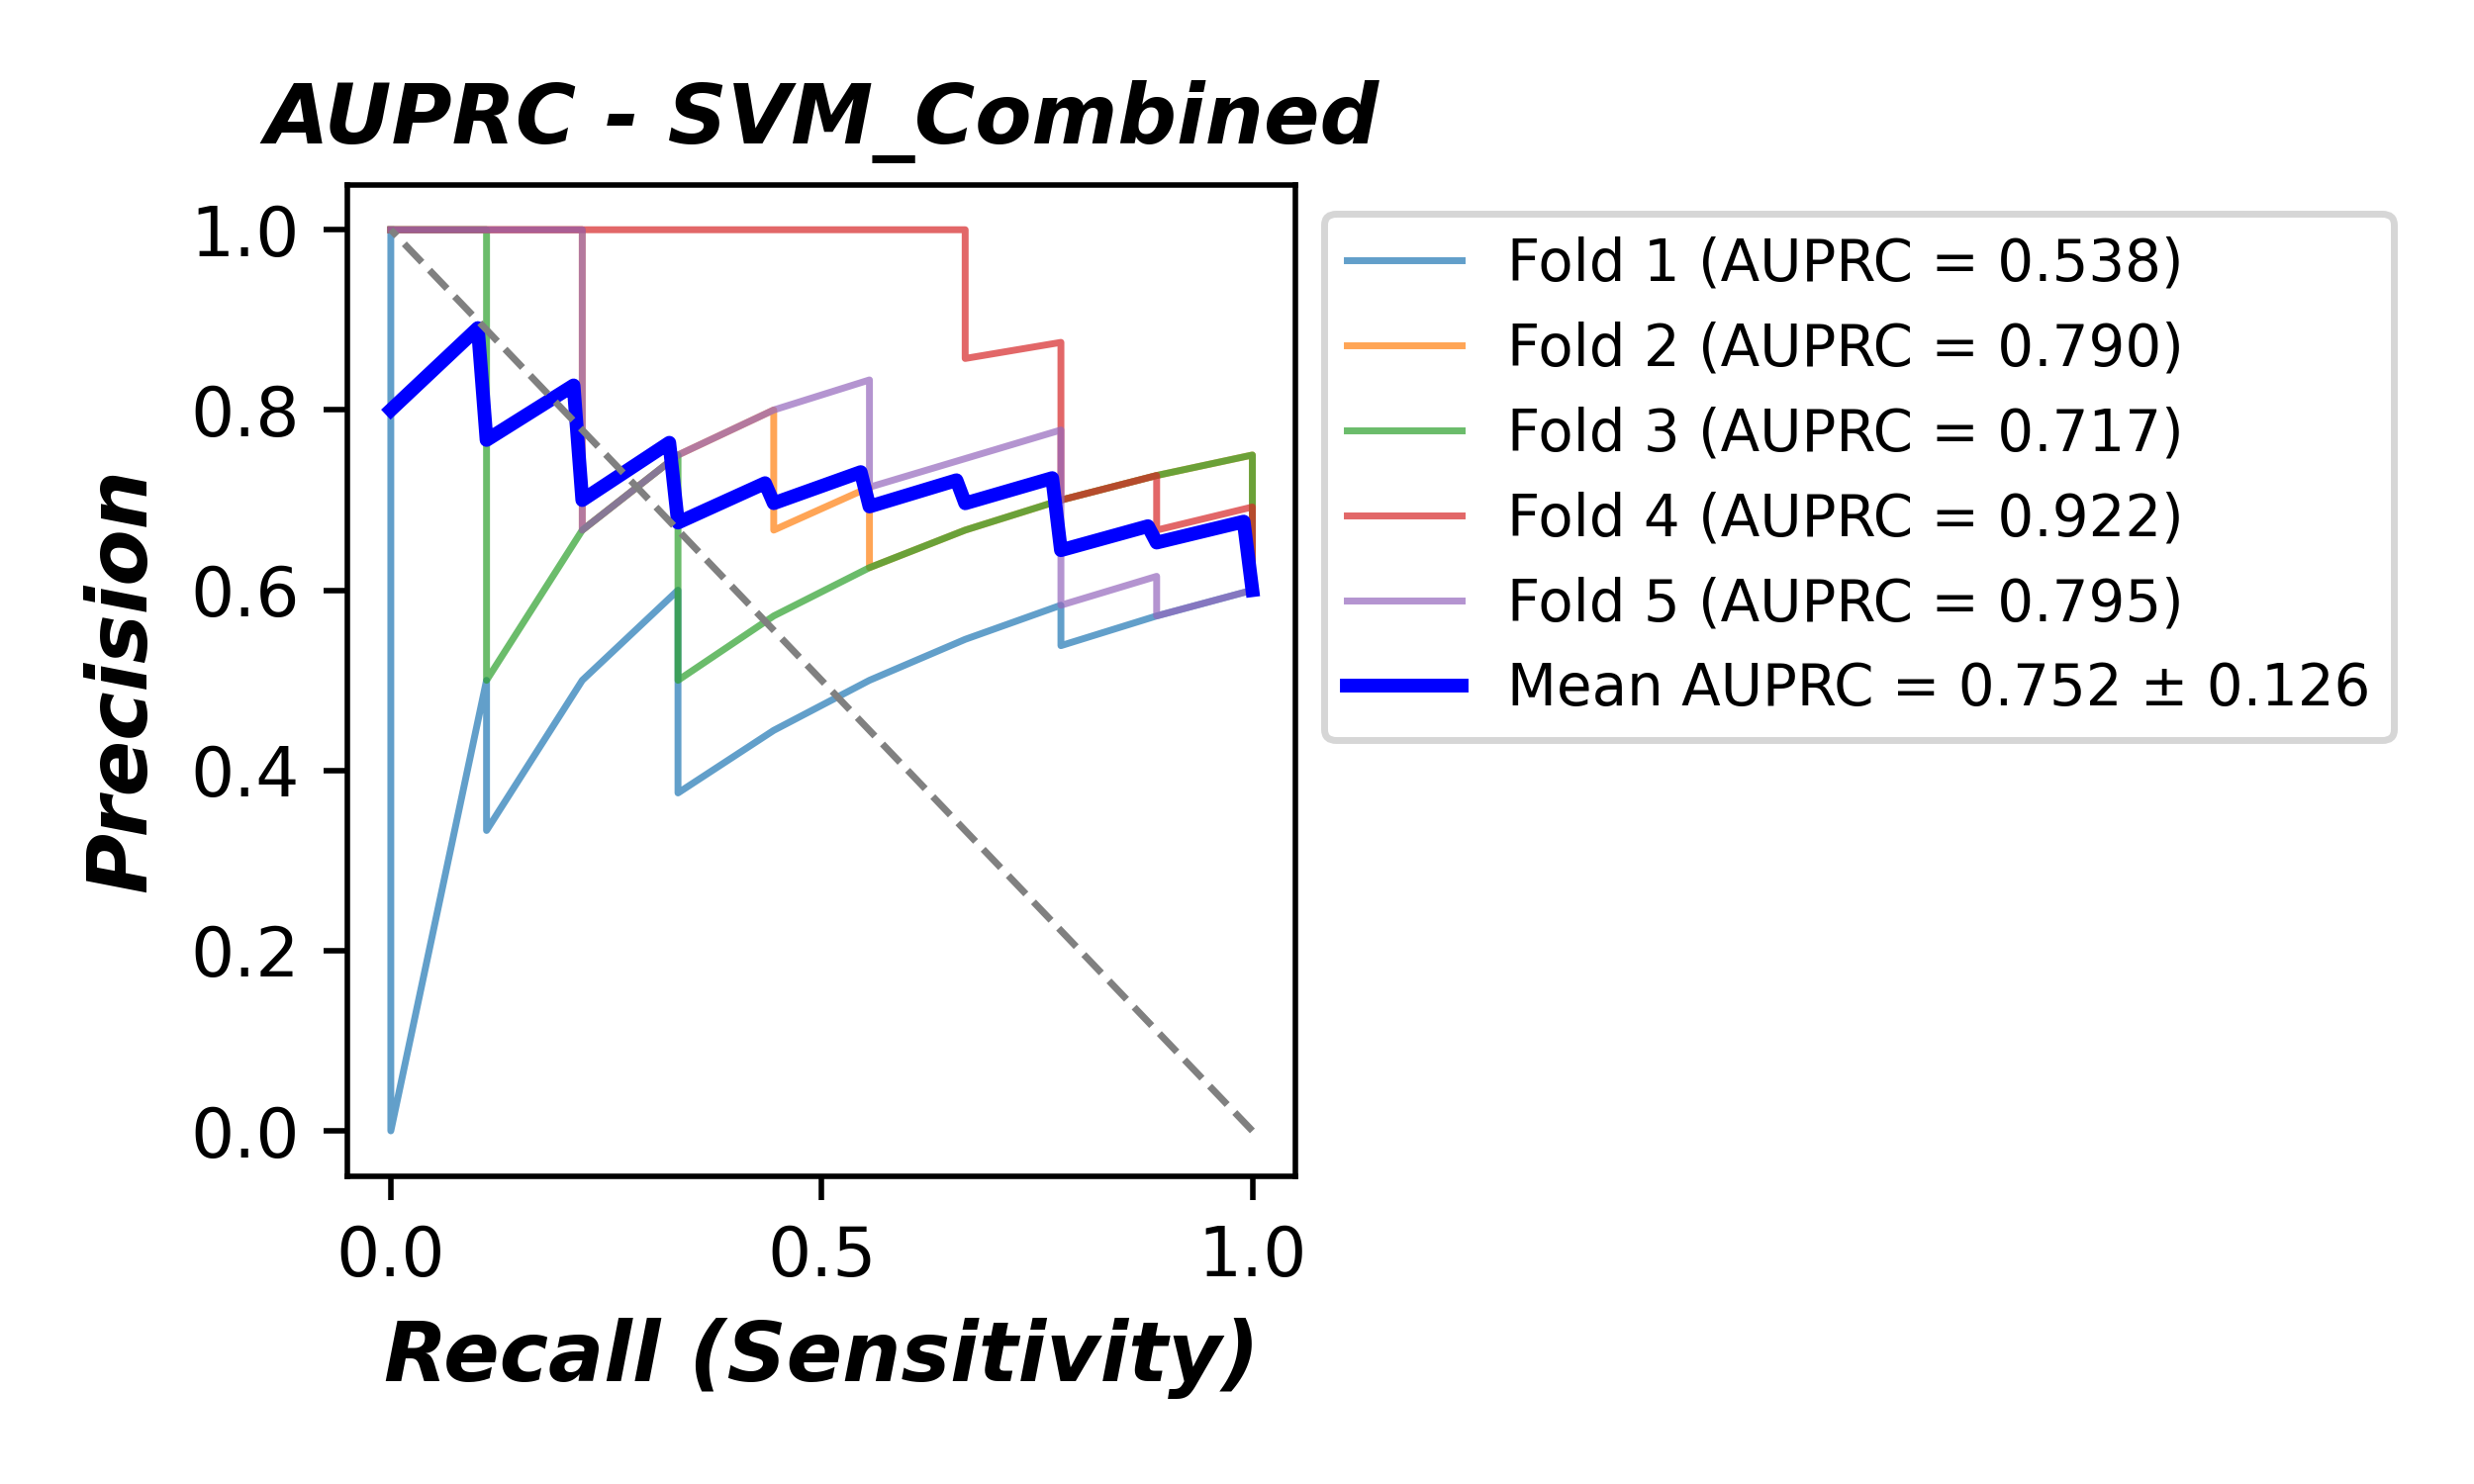 AUPRC - SVM_Combined
Precision
1.0
0.8
0.6
0.4
0.2
0.0
0.0 0.5 1.0
Recall (Sensitivity)
Fold 1 (AUPRC = 0.538)
Fold 2 (AUPRC = 0.790)
Fold 3 (AUPRC = 0.717)
Fold 4 (AUPRC = 0.922)
Fold 5 (AUPRC = 0.795)
Mean AUPRC = 0.752 ± 0.126